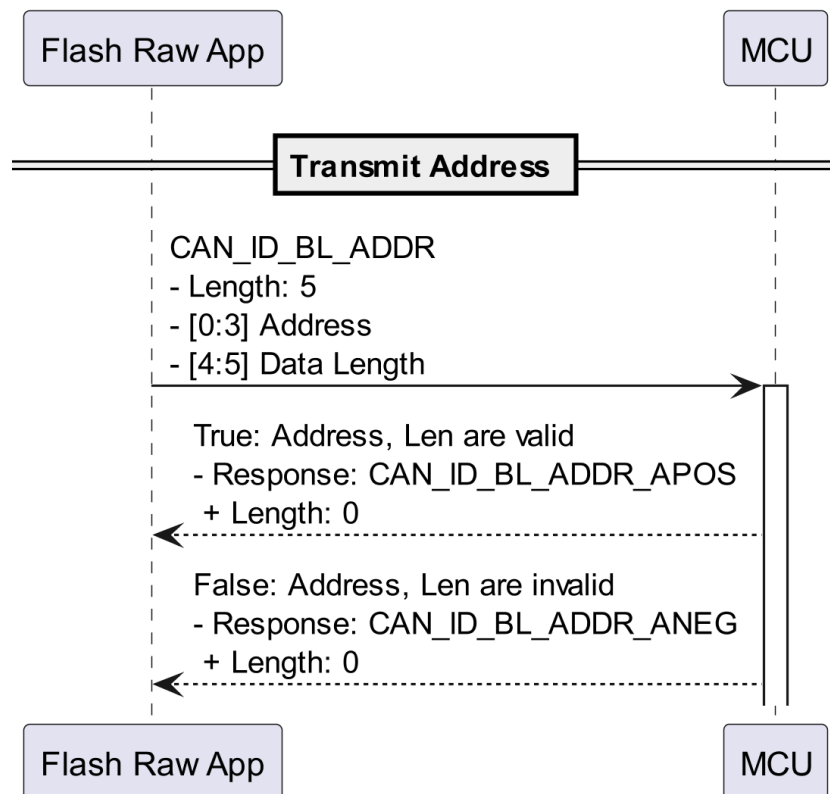 Flash Raw App
MCU
Transmit Address
CAN_ID_BL_ADDR
- Length: 5
- [0:3] Address
- [4:5] Data Length
True: Address, Len are valid
- Response: CAN_ID_BL_ADDR_APOS
+ Length: 0
False: Address, Len are invalid
- Response: CAN_ID_BL_ADDR_ANEG
+ Length: 0
Flash Raw App
MCU